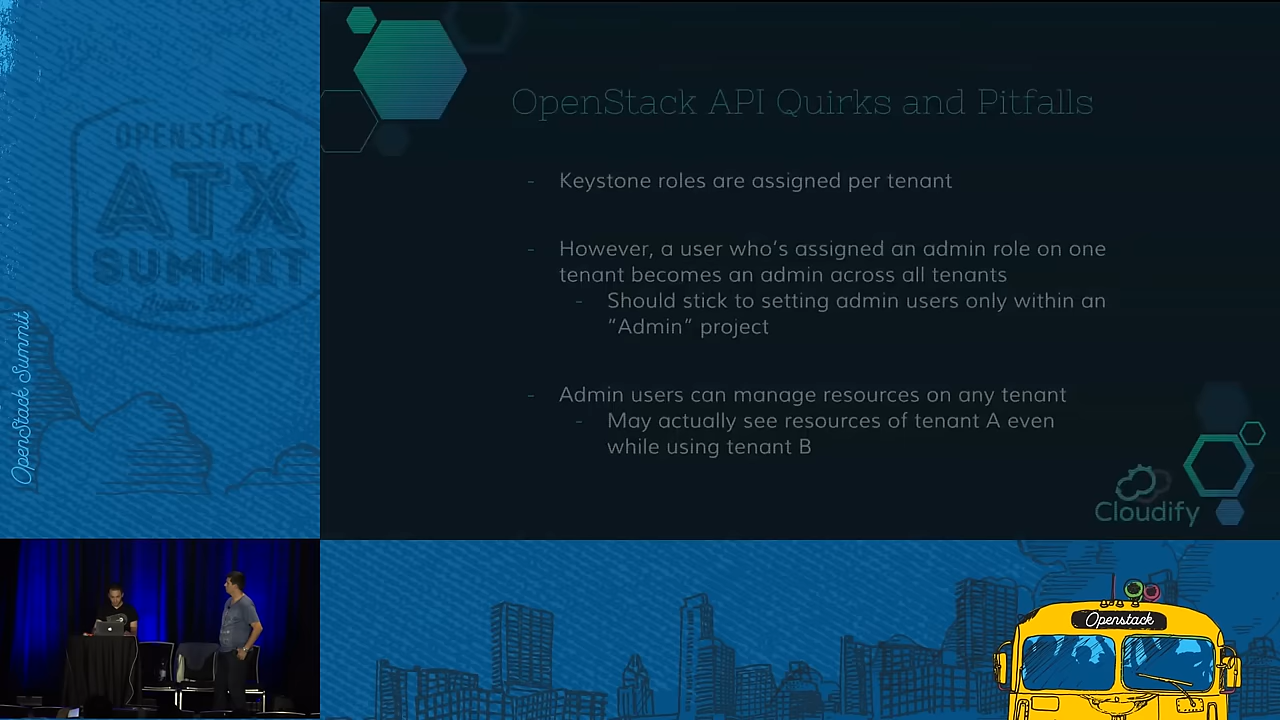 OPENSTACK
ATX
SUMMIT
OpenStack Summit
OpenStack API Quirks and Pitfalls
- Keystone roles are assigned per tenant
- However, a user who's assigned an admin role on one
tenant becomes an admin across all tenants
- Should stick to setting admin users only within an
"Admin" project
- Admin users can manage resources on any tenant
- May actually see resources of tenant A even
while using tenant B
Cloudify
Openstack